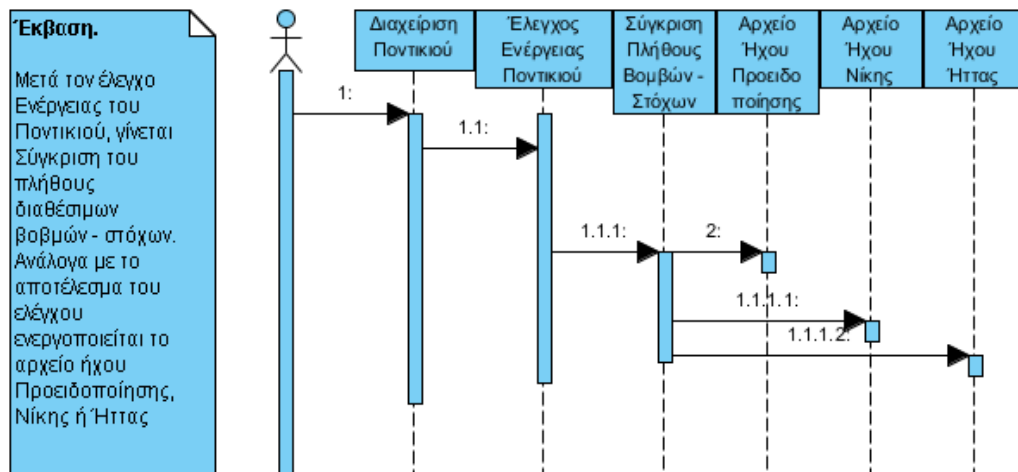 Έκβαση.
Μετά τον έλεγχο
Ενέργειας του
Ποντικιού, γίνεται
Σύγκριση του
πλήθους
διαθέσιμων
βοβμών - στόχων.
Ανάλογα με το
αποτέλεσμα του
ελέγχου
ενεργοποιείται το
αρχείο ήχου
Προειδοποίησης,
Νίκης ή Ήττας
Διαχείριση
Ποντικιού
Έλεγχος
Ενέργειας
Ποντικιού
Σύγκριση
Πλήθους
Βομβών -
Στόχων
Αρχείο
Ήχου
Προειδο
ποίησης
Αρχείο
Ήχου
Νίκης
Αρχείο
Ήχου
Ήττας
1:
1.1:
1.1.1:
2:
1.1.1.1:
1.1.1.2: